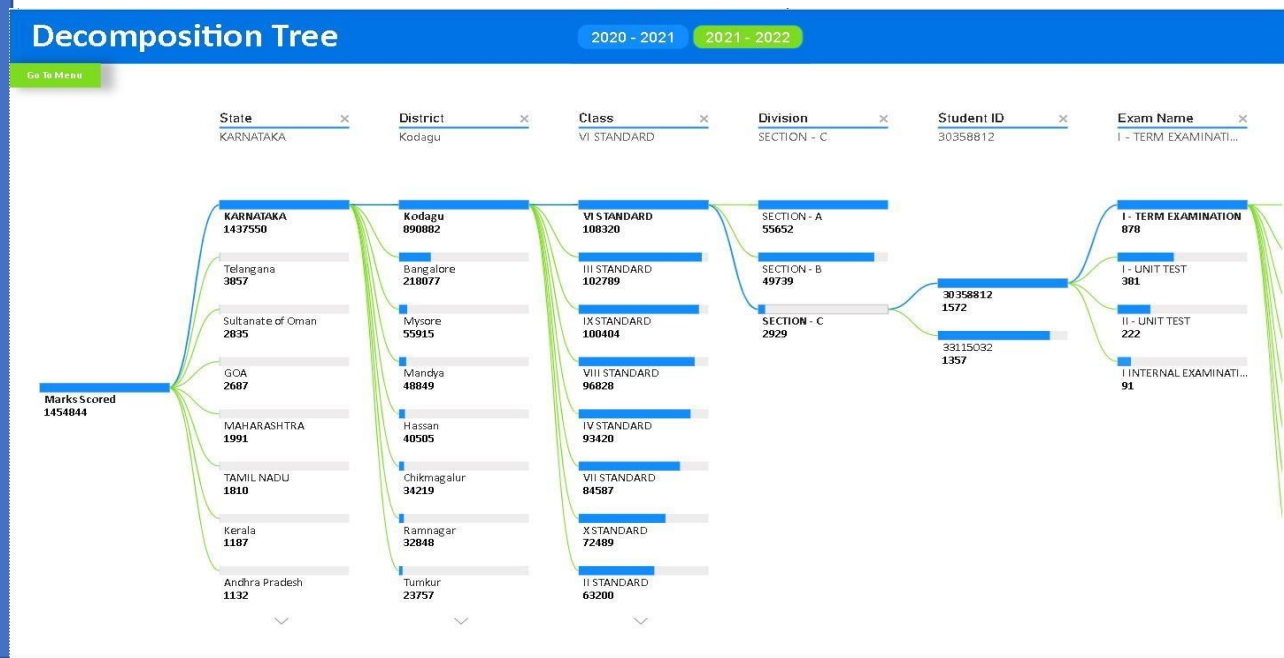 Decomposition Tree
2020 - 2021
2021 - 2022
Go To Menu
State
KARNATAKA
District
Kodagu
Class
VI STANDARD
Division
SECTION - C
Student ID
30358812
Exam Name
I - TERM EXAMINATI...
Marks Scored
1454844
KARNATAKA
1437550
Telangana
3857
Sultanate of Oman
2835
GOA
2687
MAHARASHTRA
1991
TAMIL NADU
1810
Kerala
1187
Andhra Pradesh
1132
Kodagu
890882
Bangalore
218077
Mysore
55915
Mandya
48849
Hassan
40505
Chikmagalur
34219
Ramnagar
32848
Tumkur
23757
VI STANDARD
108320
III STANDARD
102789
IX STANDARD
100404
VIII STANDARD
96828
IV STANDARD
93420
VII STANDARD
84587
X STANDARD
72489
II STANDARD
63200
SECTION - A
55652
SECTION - B
49739
SECTION - C
2929
30358812
1572
33115032
1357
I - TERM EXAMINATION
878
I - UNIT TEST
381
II - UNIT TEST
222
I INTERNAL EXAMINATI...
91